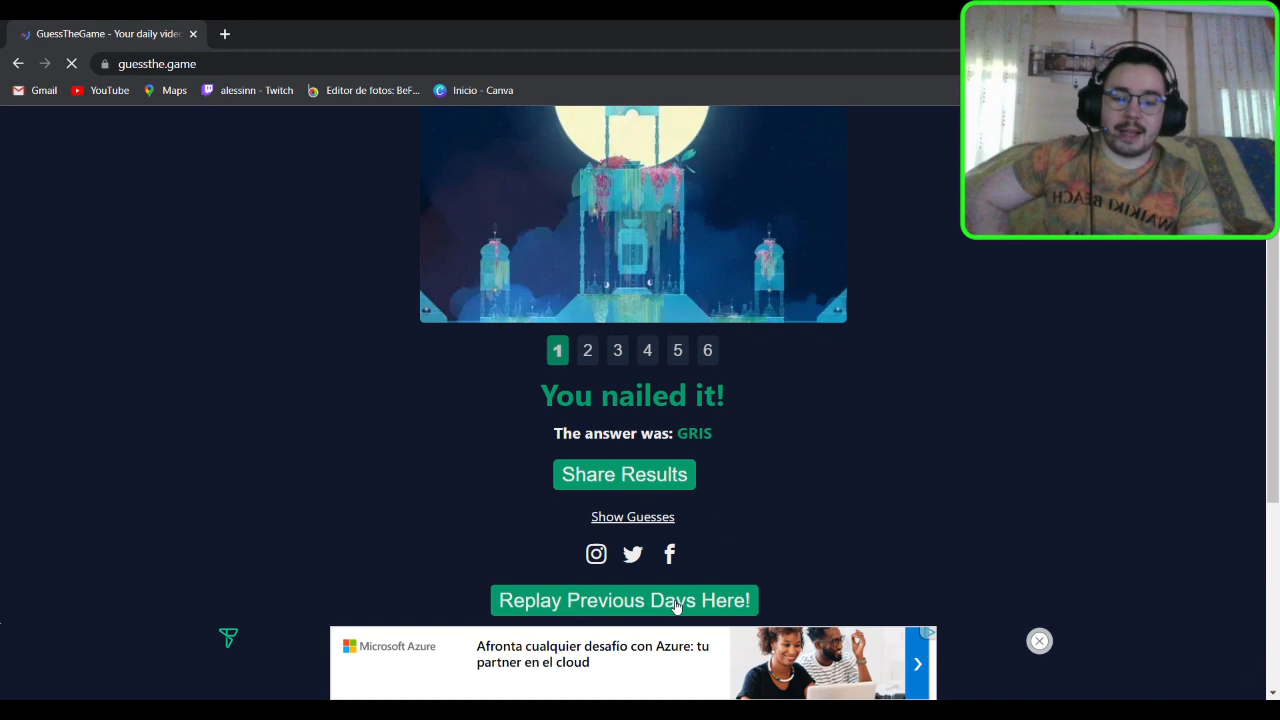 GuessTheGame - Your daily vide
guessthe.game
Gmail
YouTube
Maps
alessinn - Twitch
Editor de fotos: BeF...
Inicio - Canva
WAIKIKI BEACH
1 2 3 4 5 6
You nailed it!
The answer was: GRIS
Share Results
Show Guesses
Replay Previous Days Here!
Microsoft Azure
Afronta cualquier desafío con Azure: tu
partner en el cloud